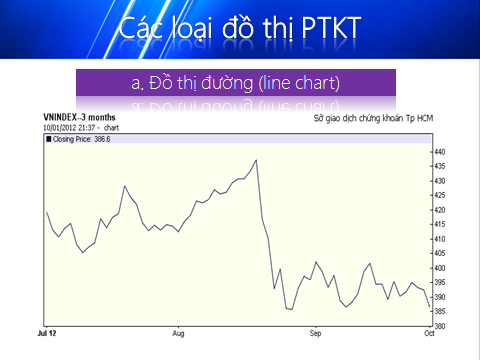 Các loại đồ thị PTKT
a. Đồ thị đường (line chart)
VNINDEX-3 months
Sở giao dịch chứng khoán Tp HCM
10/01/2012 21:37 - chart
Closing Price: 386.6
440
435
430
425
420
415
410
405
400
395
390
385
380
Jul 12 Aug Sep Oct